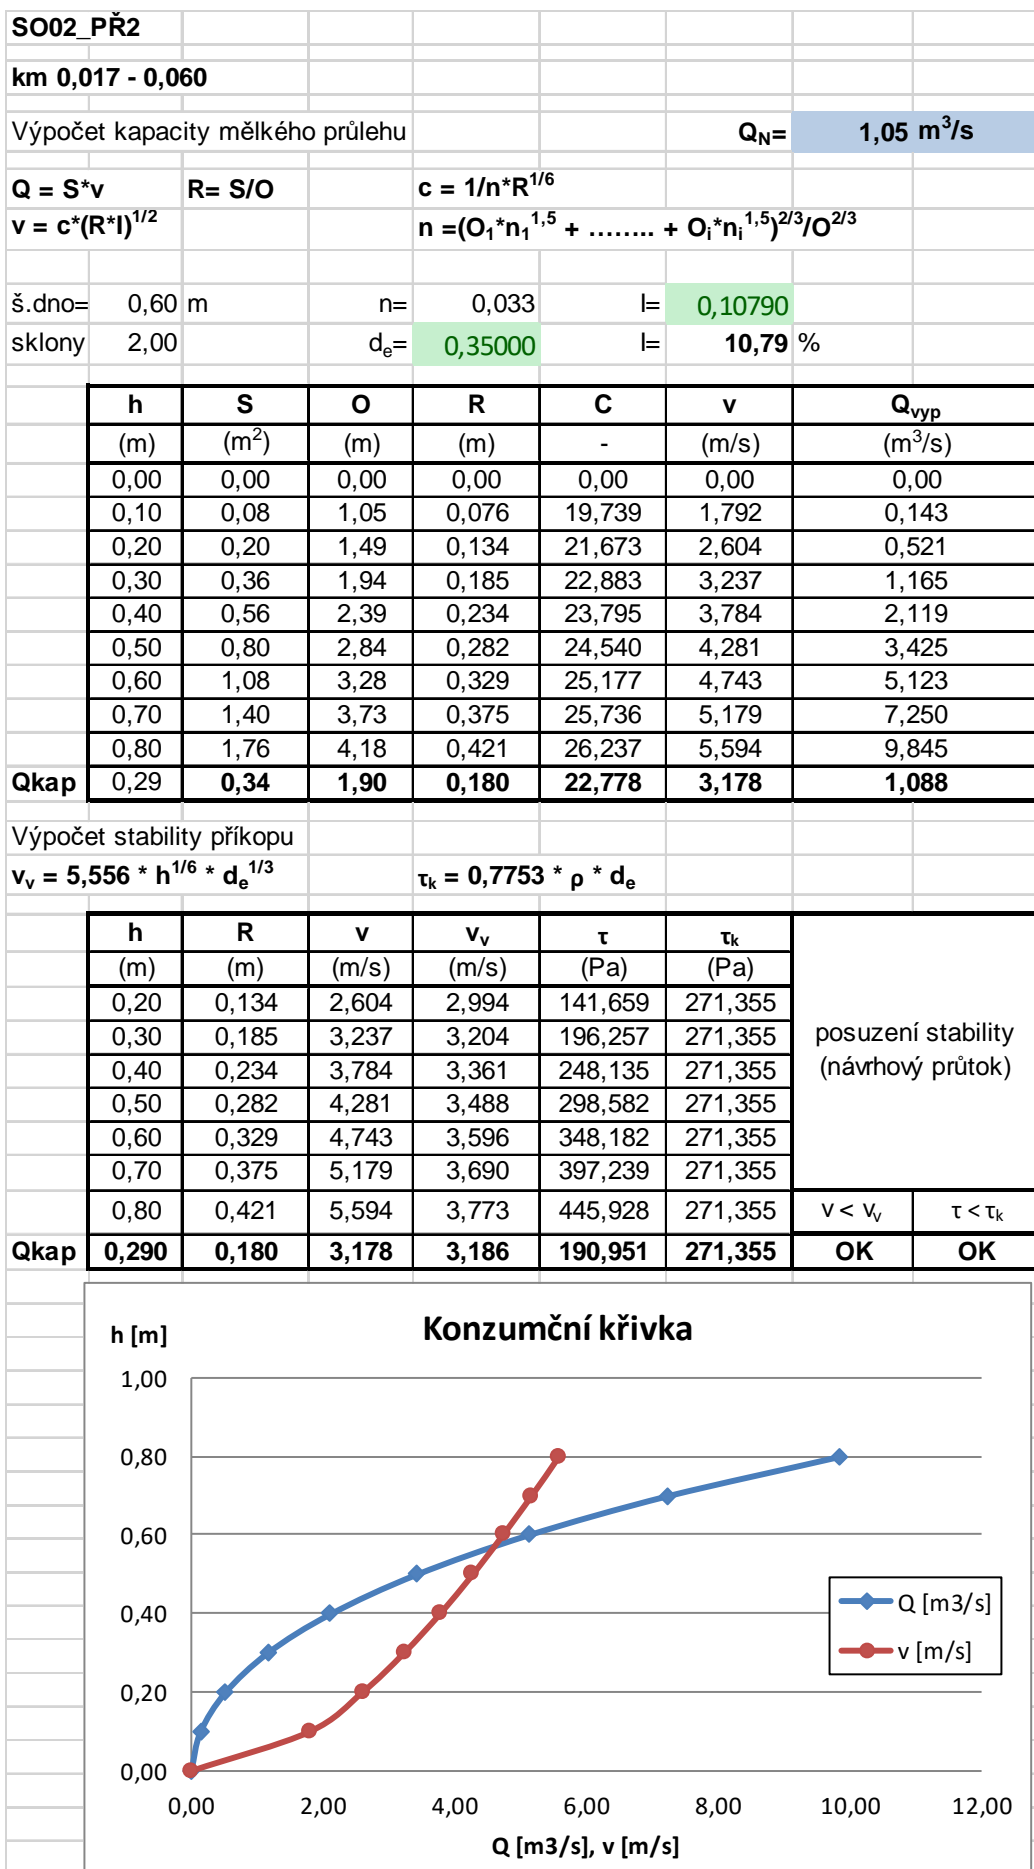 SO02_PŘ2
km 0,017 - 0,060
Výpočet kapacity mělkého průlehu Q_N= 1,05 m³/s
Q = S*v R= S/O c = 1/n*R^1/6
v = c*(R*I)^1/2 n =(O₁*n₁^1,5 + …….. + Oᵢ*nᵢ^1,5)^2/3/O^2/3
š.dno= 0,60 m n= 0,033 I= 0,10790
sklony 2,00 dₑ= 0,35000 I= 10,79 %
h S O R C v Q_vyp
(m) (m²) (m) (m) - (m/s) (m³/s)
0,00 0,00 0,00 0,00 0,00 0,00 0,00
0,10 0,08 1,05 0,076 19,739 1,792 0,143
0,20 0,20 1,49 0,134 21,673 2,604 0,521
0,30 0,36 1,94 0,185 22,883 3,237 1,165
0,40 0,56 2,39 0,234 23,795 3,784 2,119
0,50 0,80 2,84 0,282 24,540 4,281 3,425
0,60 1,08 3,28 0,329 25,177 4,743 5,123
0,70 1,40 3,73 0,375 25,736 5,179 7,250
0,80 1,76 4,18 0,421 26,237 5,594 9,845
Qkap 0,29 0,34 1,90 0,180 22,778 3,178 1,088
Výpočet stability příkopu
vᵥ = 5,556 * h^1/6 * dₑ^1/3 τₖ = 0,7753 * ρ * dₑ
h R v vᵥ τ τₖ
(m) (m) (m/s) (m/s) (Pa) (Pa)
0,20 0,134 2,604 2,994 141,659 271,355
0,30 0,185 3,237 3,204 196,257 271,355
posuzení stability
0,40 0,234 3,784 3,361 248,135 271,355
(návrhový průtok)
0,50 0,282 4,281 3,488 298,582 271,355
0,60 0,329 4,743 3,596 348,182 271,355
0,70 0,375 5,179 3,690 397,239 271,355
0,80 0,421 5,594 3,773 445,928 271,355 v < vᵥ τ < τₖ
Qkap 0,290 0,180 3,178 3,186 190,951 271,355 OK OK
Konzumční křivka
h [m]
1,00
0,80
0,60
0,40
0,20
0,00
Q [m3/s]
v [m/s]
0,00 2,00 4,00 6,00 8,00 10,00 12,00
Q [m3/s], v [m/s]